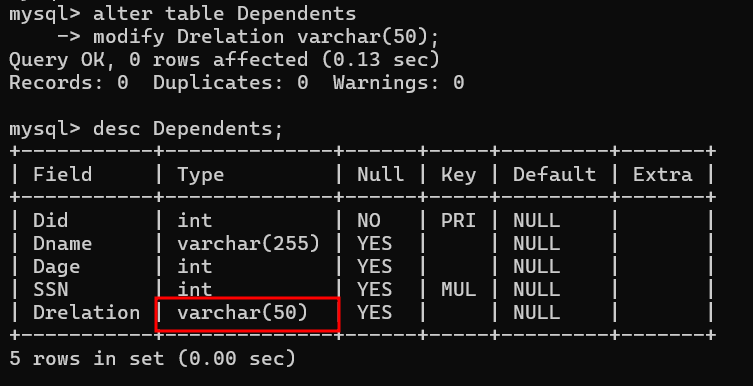 mysql> alter table Dependents
    -> modify Drelation varchar(50);
Query OK, 0 rows affected (0.13 sec)
Records: 0  Duplicates: 0  Warnings: 0
mysql> desc Dependents;
+-----------+--------------+------+-----+---------+-------+
| Field     | Type         | Null | Key | Default | Extra |
+-----------+--------------+------+-----+---------+-------+
| Did       | int          | NO   | PRI | NULL    |       |
| Dname     | varchar(255) | YES  |     | NULL    |       |
| Dage      | int          | YES  |     | NULL    |       |
| SSN       | int          | YES  | MUL | NULL    |       |
| Drelation | varchar(50)  | YES  |     | NULL    |       |
+-----------+--------------+------+-----+---------+-------+
5 rows in set (0.00 sec)